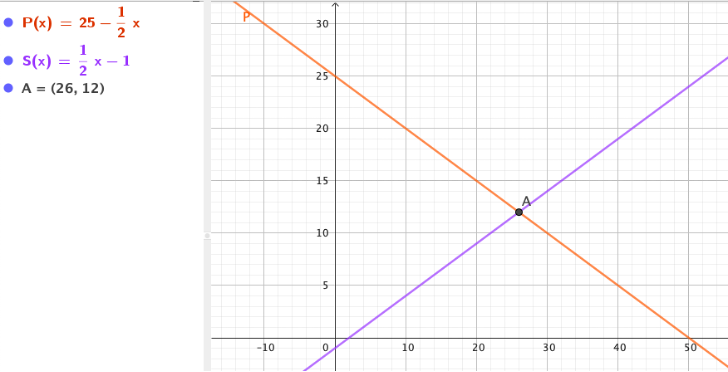 P(x) = 25 − 1/2 x
S(x) = 1/2 x − 1
A = (26, 12)
P
30
25
20
15
A
10
5
−10 0 10 20 30 40 50